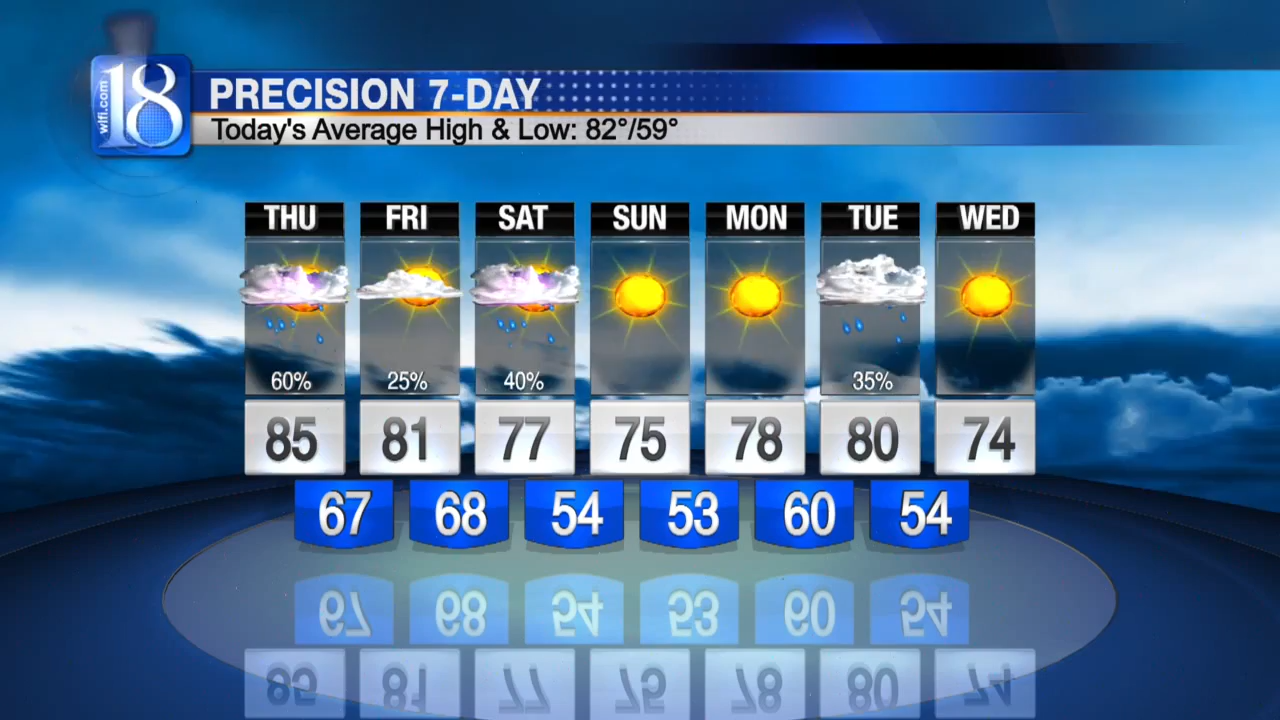 wlfi.com
18
PRECISION 7-DAY
Today's Average High & Low: 82°/59°
THU FRI SAT SUN MON TUE WED
60% 25% 40% 35%
85 81 77 75 78 80 74
67 68 54 53 60 54